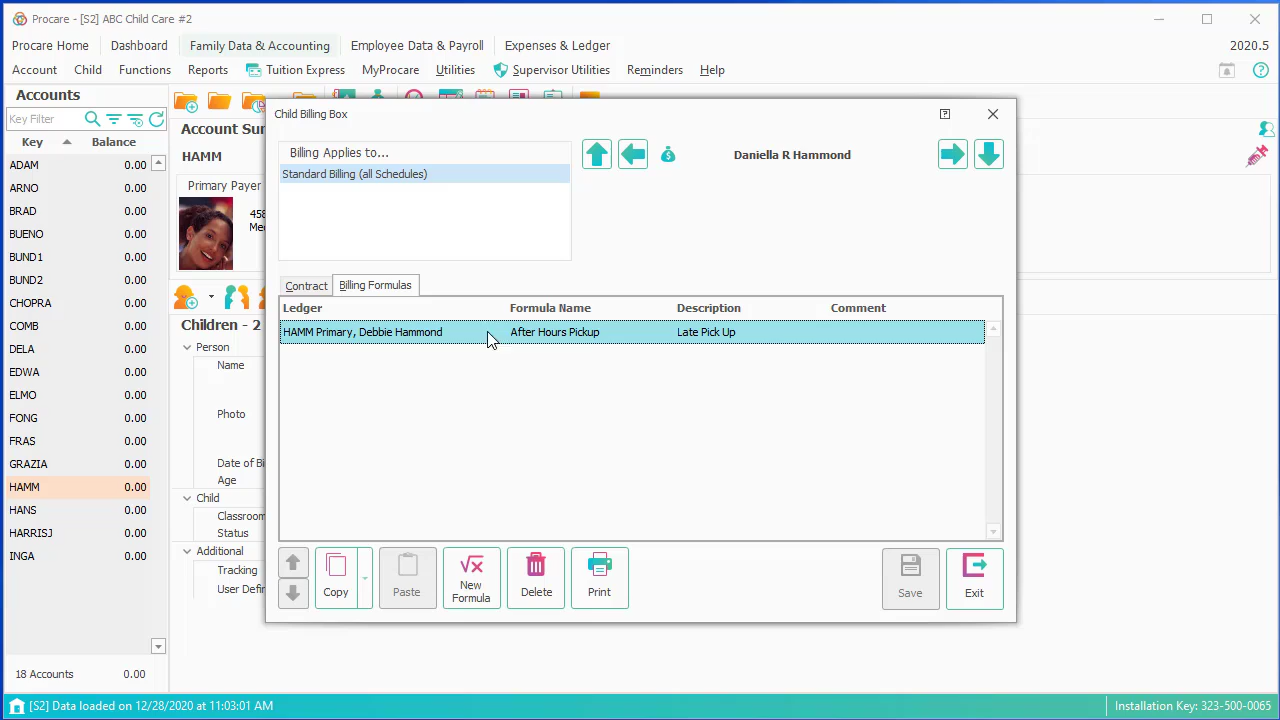 Procare - [S2] ABC Child Care #2
Procare Home Dashboard Family Data & Accounting Employee Data & Payroll Expenses & Ledger 2020.5
Account Child Functions Reports Tuition Express MyProcare Utilities Supervisor Utilities Reminders Help
Accounts
Key Filter
Key Balance
ADAM 0.00
ARNO 0.00
BRAD 0.00
BUENO 0.00
BUND1 0.00
BUND2 0.00
CHOPRA 0.00
COMB 0.00
DELA 0.00
EDWA 0.00
ELMO 0.00
FONG 0.00
FRAS 0.00
GRAZIA 0.00
HAMM 0.00
HANS 0.00
HARRISJ 0.00
INGA 0.00
18 Accounts 0.00
Account Sur
HAMM
Primary Payer
458
Me
Children - 2
Person
Name
Photo
Date of Bi
Age
Child
Classroom
Status
Additional
Tracking
User Defin
Child Billing Box
Billing Applies to...
Standard Billing (all Schedules)
Daniella R Hammond
Contract Billing Formulas
Ledger Formula Name Description Comment
HAMM Primary, Debbie Hammond After Hours Pickup Late Pick Up
Copy Paste New Formula Delete Print Save Exit
[S2] Data loaded on 12/28/2020 at 11:03:01 AM Installation Key: 323-500-0065